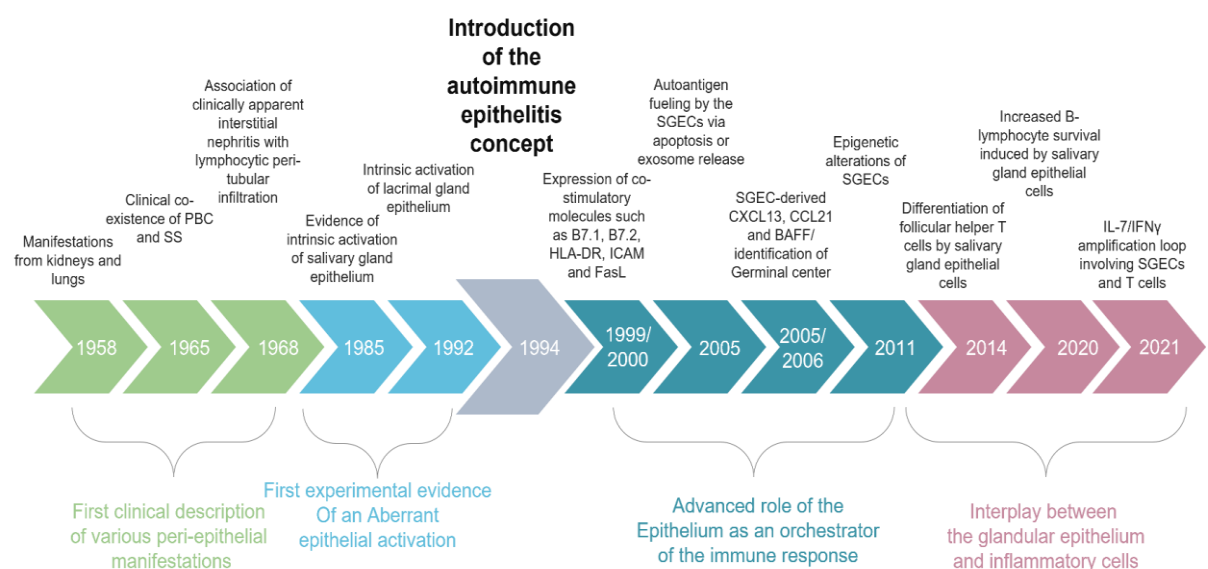 Manifestations
from kidneys and
lungs
Clinical co-
existence of PBC
and SS
Association of
clinically apparent
interstitial
nephritis with
lymphocytic peri-
tubular
infiltration
Evidence of
intrinsic activation
of salivary gland
epithelium
Intrinsic activation
of lacrimal gland
epithelium
Introduction
of the
autoimmune
epithelitis
concept
Expression of co-
stimulatory
molecules such
as B7.1, B7.2,
HLA-DR, ICAM
and FasL
Autoantigen
fueling by the
SGECs via
apoptosis or
exosome release
SGEC-derived
CXCL13, CCL21
and BAFF/
identification of
Germinal center
Epigenetic
alterations of
SGECs
Differentiation of
follicular helper T
cells by salivary
gland epithelial
cells
Increased B-
lymphocyte survival
induced by salivary
gland epithelial
cells
IL-7/IFNγ
amplification loop
involving SGECs
and T cells
1958
1965
1968
1985
1992
1994
1999/
2000
2005
2005/
2006
2011
2014
2020
2021
First clinical description
of various peri-epithelial
manifestations
First experimental evidence
Of an Aberrant
epithelial activation
Advanced role of the
Epithelium as an orchestrator
of the immune response
Interplay between
the glandular epithelium
and inflammatory cells